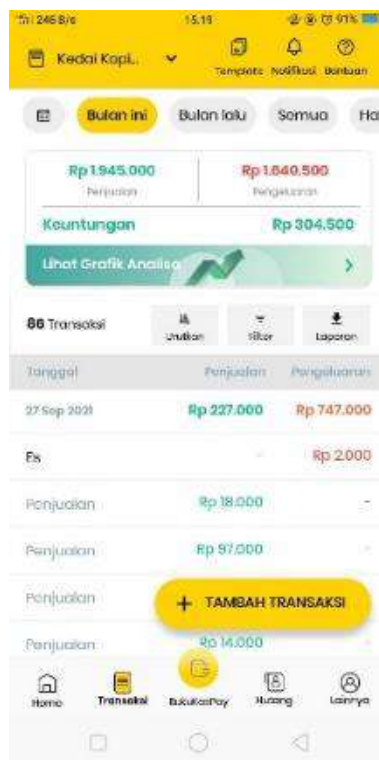 246 B/s 15.19 91%
Kedai Kopi...
Template Notifikasi Bantuan
Bulan ini Bulan lalu Semua Ha
Rp 1.945.000 Rp 1.640.500
Penjualan Pengeluaran
Keuntungan Rp 304.500
Lihat Grafik Analisa
86 Transaksi Urutkan Filter Laporan
Tanggal Penjualan Pengeluaran
27 Sep 2021 Rp 227.000 Rp 747.000
Es - Rp 2.000
Penjualan Rp 18.000 -
Penjualan Rp 97.000 -
Penjualan
+ TAMBAH TRANSAKSI
Penjualan Rp 14.000
Home Transaksi BukuKasPay Hutang Lainnya